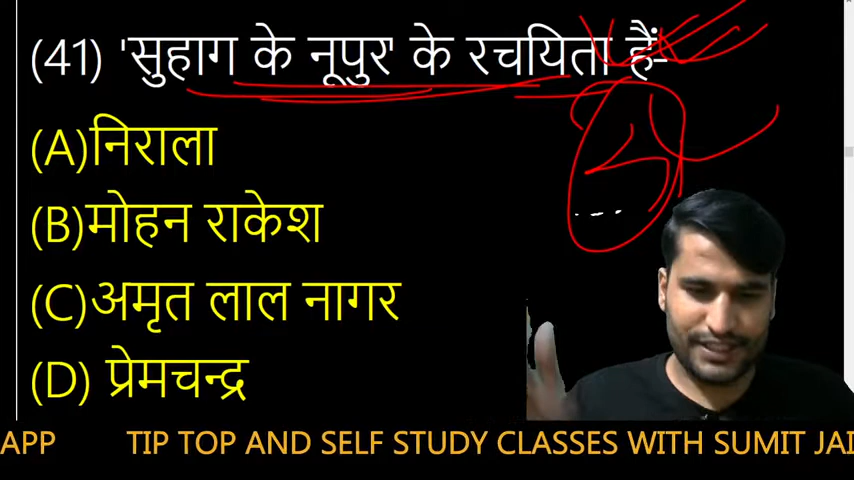 (41) 'सुहाग के नूपुर' के रचयिता हैं-
(A)निराला
(B)मोहन राकेश
(C)अमृत लाल नागर
(D) प्रेमचन्द्र
APP TIP TOP AND SELF STUDY CLASSES WITH SUMIT JAI